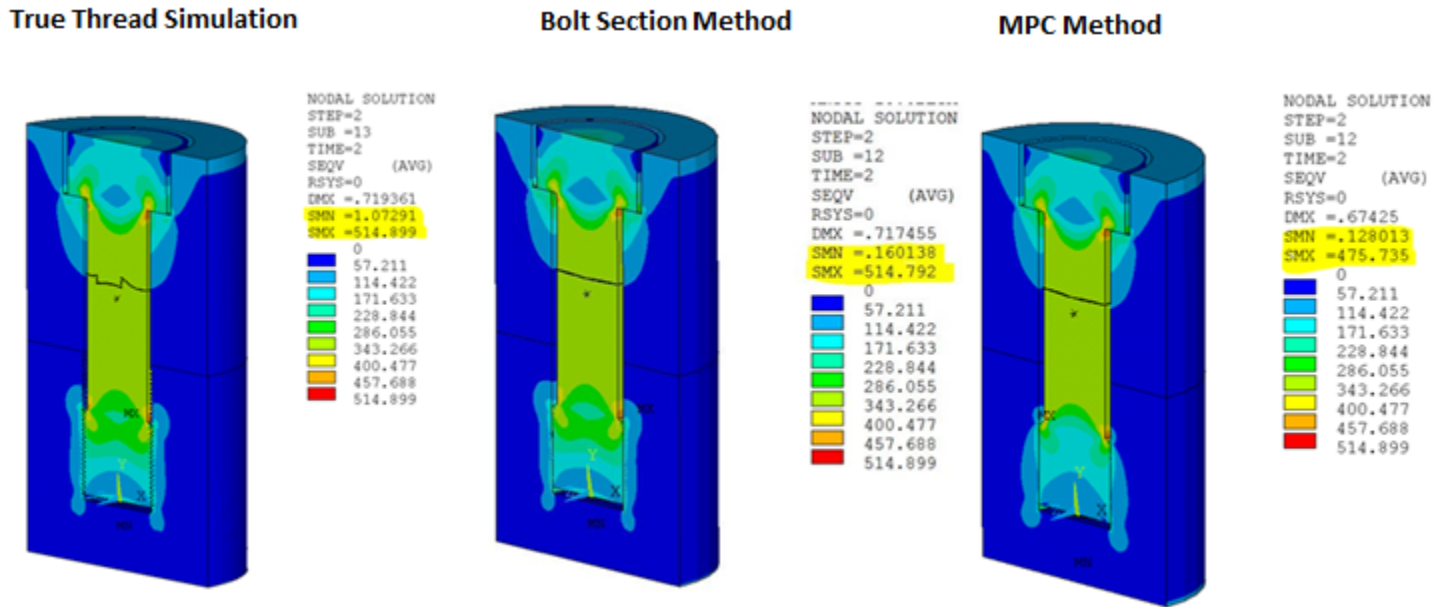 True Thread Simulation
Bolt Section Method
MPC Method
NODAL SOLUTION
STEP=2
SUB =13
TIME=2
SEQV (AVG)
RSYS=0
DMX =.719361
SMN =1.07291
SMX =514.899
0
57.211
114.422
171.633
228.844
286.055
343.266
400.477
457.688
514.899
MX
Y
X
MN
NODAL SOLUTION
STEP=2
SUB =12
TIME=2
SEQV (AVG)
RSYS=0
DMX =.717455
SMN =.160138
SMX =514.792
0
57.211
114.422
171.633
228.844
286.055
343.266
400.477
457.688
514.899
MX
Y
X
MN
NODAL SOLUTION
STEP=2
SUB =12
TIME=2
SEQV (AVG)
RSYS=0
DMX =.67425
SMN =.128013
SMX =475.735
0
57.211
114.422
171.633
228.844
286.055
343.266
400.477
457.688
514.899
MX
Y
X
MN